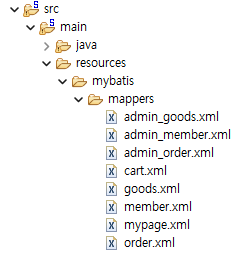 src
main
java
resources
mybatis
mappers
admin_goods.xml
admin_member.xml
admin_order.xml
cart.xml
goods.xml
member.xml
mypage.xml
order.xml